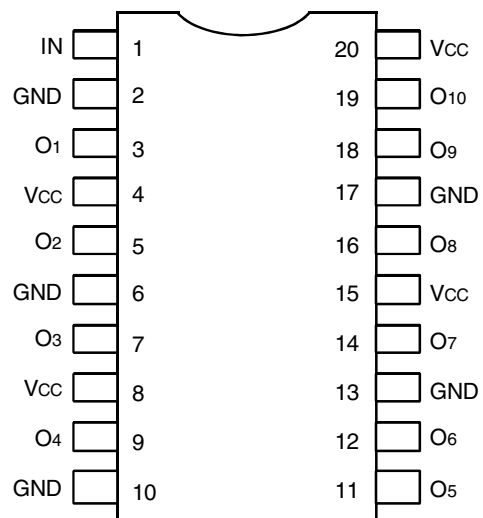 IN 1 20 VCC
GND 2 19 O10
O1 3 18 O9
VCC 4 17 GND
O2 5 16 O8
GND 6 15 VCC
O3 7 14 O7
VCC 8 13 GND
O4 9 12 O6
GND 10 11 O5